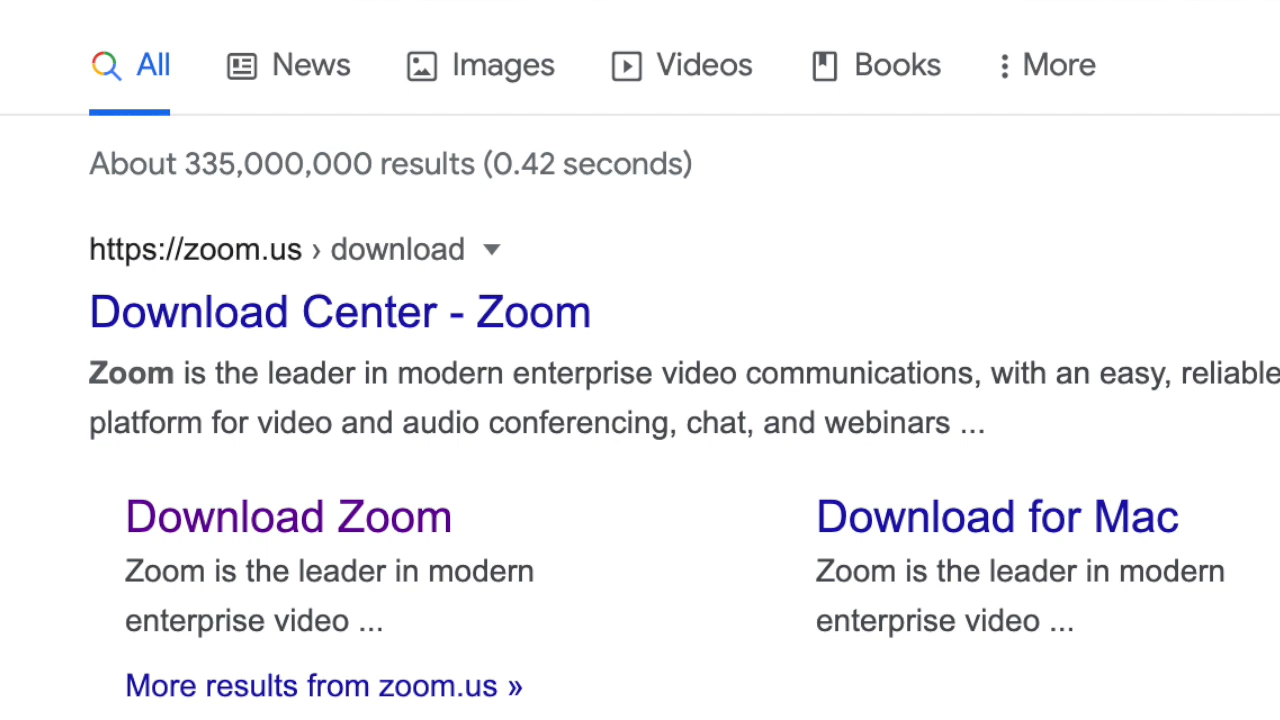 All News Images Videos Books More
About 335,000,000 results (0.42 seconds)
https://zoom.us › download
Download Center - Zoom
Zoom is the leader in modern enterprise video communications, with an easy, reliable
platform for video and audio conferencing, chat, and webinars ...
Download Zoom
Zoom is the leader in modern
enterprise video ...
Download for Mac
Zoom is the leader in modern
enterprise video ...
More results from zoom.us »